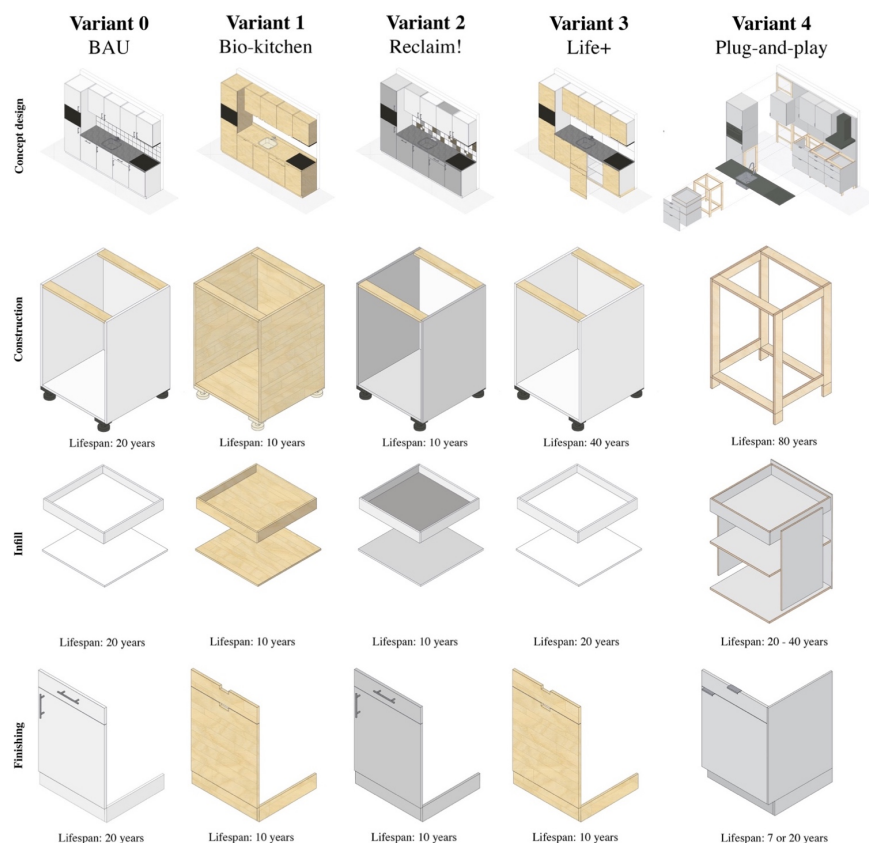 Variant 0
BAU
Variant 1
Bio-kitchen
Variant 2
Reclaim!
Variant 3
Life+
Variant 4
Plug-and-play
Concept design
Construction
Lifespan: 20 years
Lifespan: 10 years
Lifespan: 10 years
Lifespan: 40 years
Lifespan: 80 years
Infill
Lifespan: 20 years
Lifespan: 10 years
Lifespan: 10 years
Lifespan: 20 years
Lifespan: 20 - 40 years
Finishing
Lifespan: 20 years
Lifespan: 10 years
Lifespan: 10 years
Lifespan: 10 years
Lifespan: 7 or 20 years